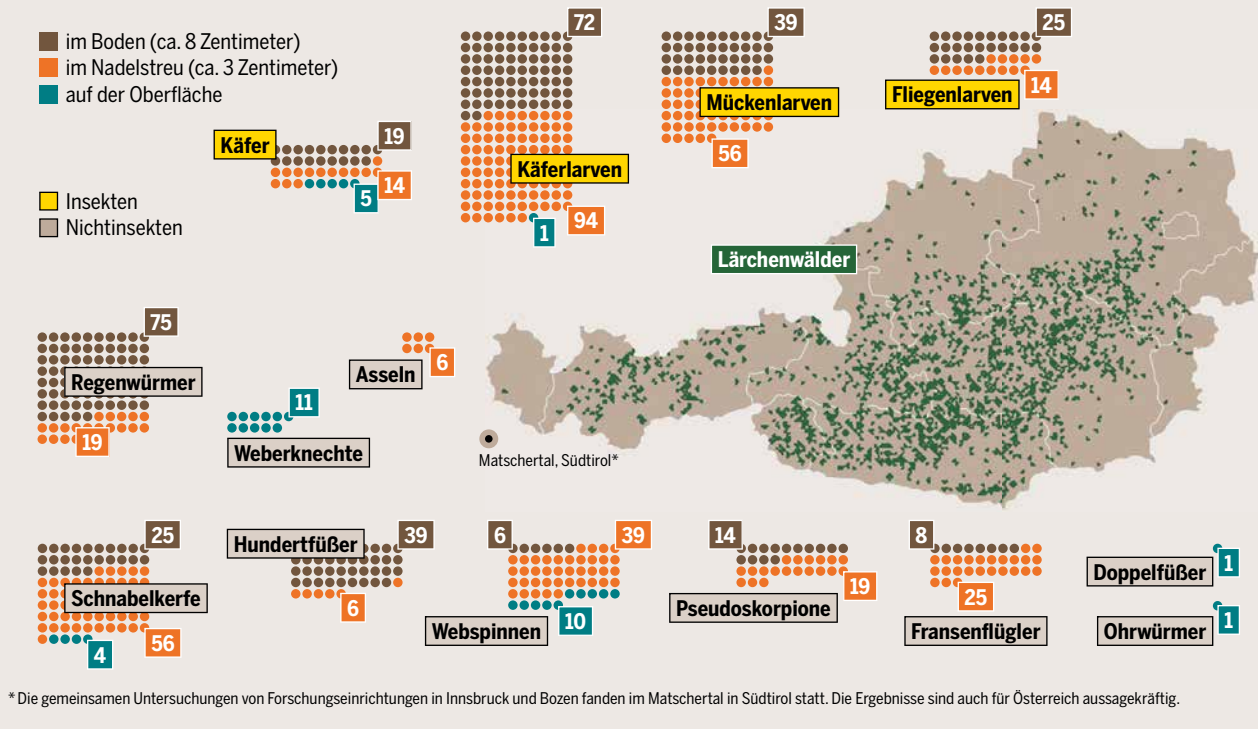 im Boden (ca. 8 Zentimeter)
im Nadelstreu (ca. 3 Zentimeter)
auf der Oberfläche
Insekten
Nichtinsekten
Käfer
19
14
5
72
Käferlarven
94
1
39
Mückenlarven
56
25
Fliegenlarven
14
Lärchenwälder
75
Regenwürmer
19
11
Weberknechte
Asseln
6
Matschertal, Südtirol*
25
Schnabelkerfe
56
4
Hundertfüßer
39
6
6
39
Webspinnen
10
14
Pseudoskorpione
19
8
25
Fransenflügler
Doppelfüßer
1
Ohrwürmer
1
* Die gemeinsamen Untersuchungen von Forschungseinrichtungen in Innsbruck und Bozen fanden im Matschertal in Südtirol statt. Die Ergebnisse sind auch für Österreich aussagekräftig.